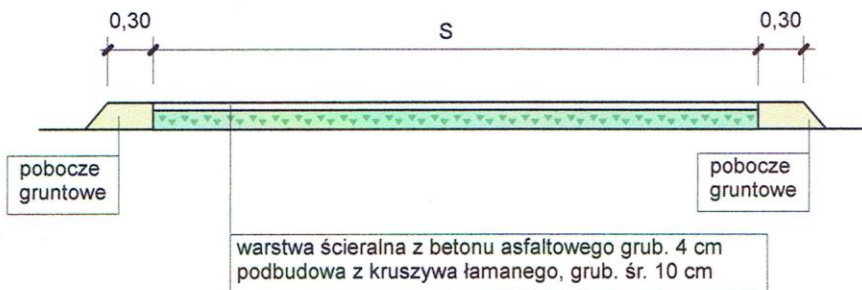 0,30
S
0,30
pobocze
gruntowe
pobocze
gruntowe
warstwa ścieralna z betonu asfaltowego grub. 4 cm
podbudowa z kruszywa łamanego, grub. śr. 10 cm